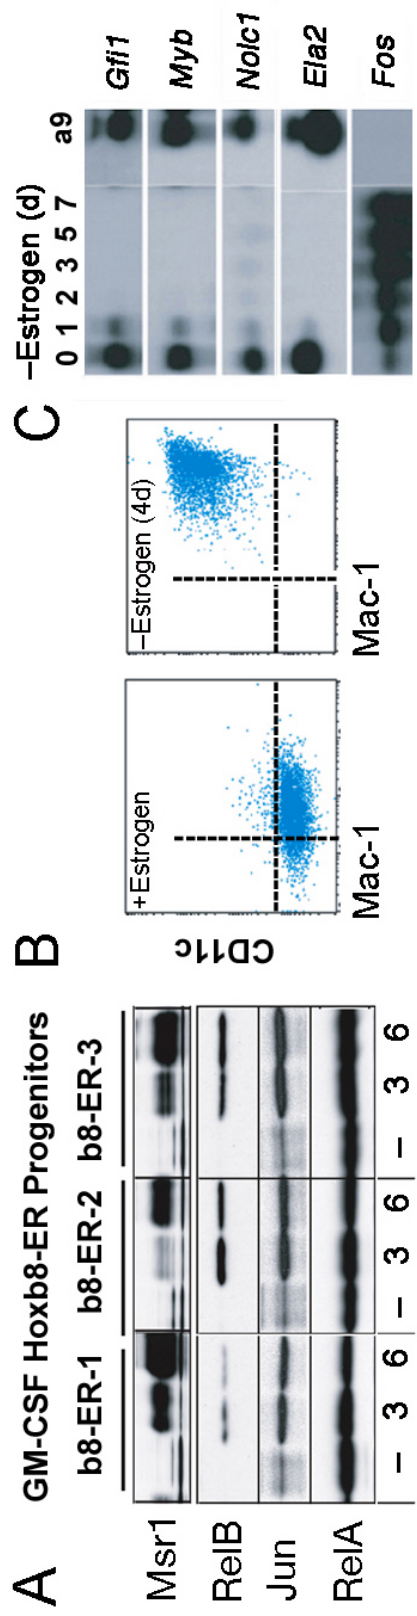 A
GM-CSF Hoxb8-ER Progenitors
b8-ER-1 b8-ER-2 b8-ER-3
Msr1
RelB
Jun
RelA
– 3 6 – 3 6 – 3 6
B
+Estrogen
–Estrogen (4d)
CD11c
Mac-1 Mac-1
C
–Estrogen (d)
0 1 2 3 5 7 a9
Gfi1
Myb
Nolc1
Ela2
Fos